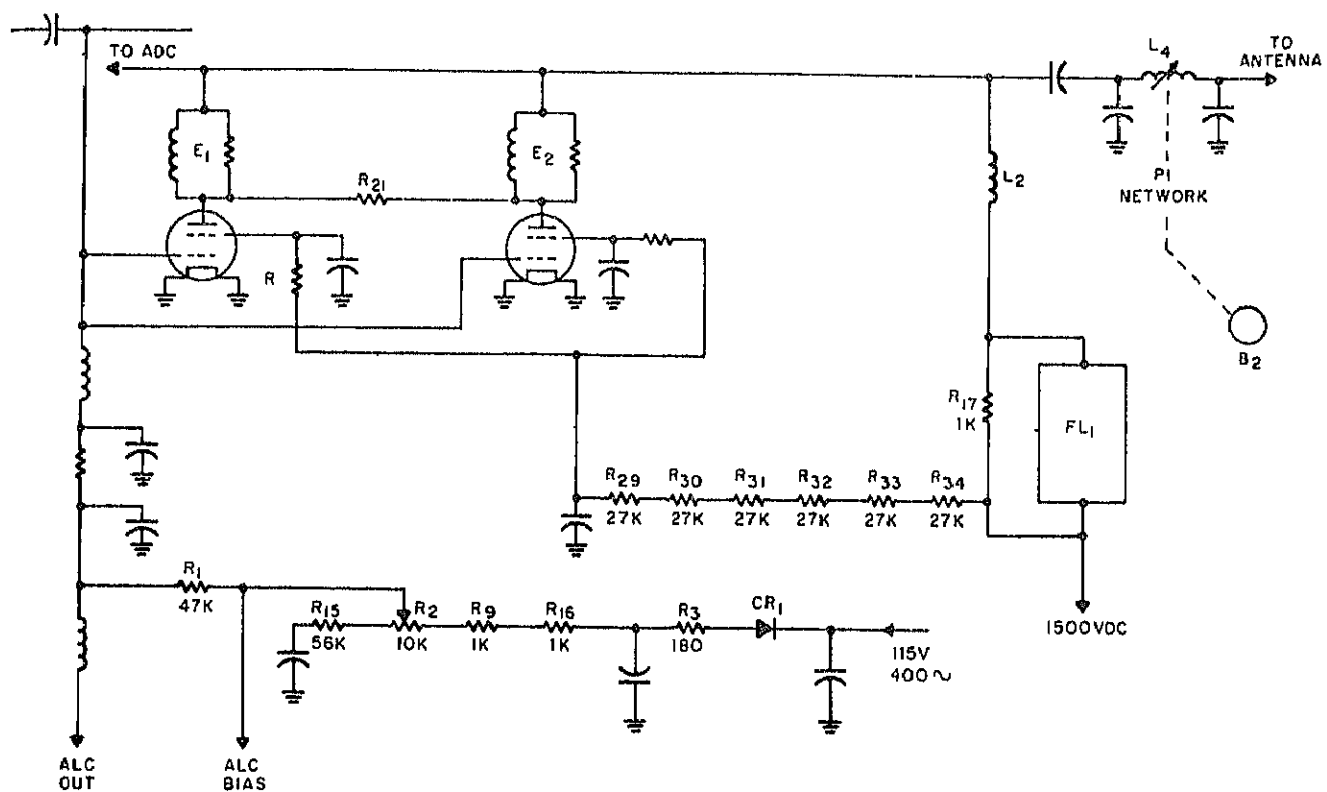 TO ADC
L4
TO
ANTENNA
E1
E2
R21
L2
PI
NETWORK
R
B2
R17
1K
FL1
R29 R30 R31 R32 R33 R34
27K 27K 27K 27K 27K 27K
R1
47K
R15 R2 R9 R16 R3 CR1
56K 10K 1K 1K 180
115V
400~
1500VDC
ALC
OUT
ALC
BIAS